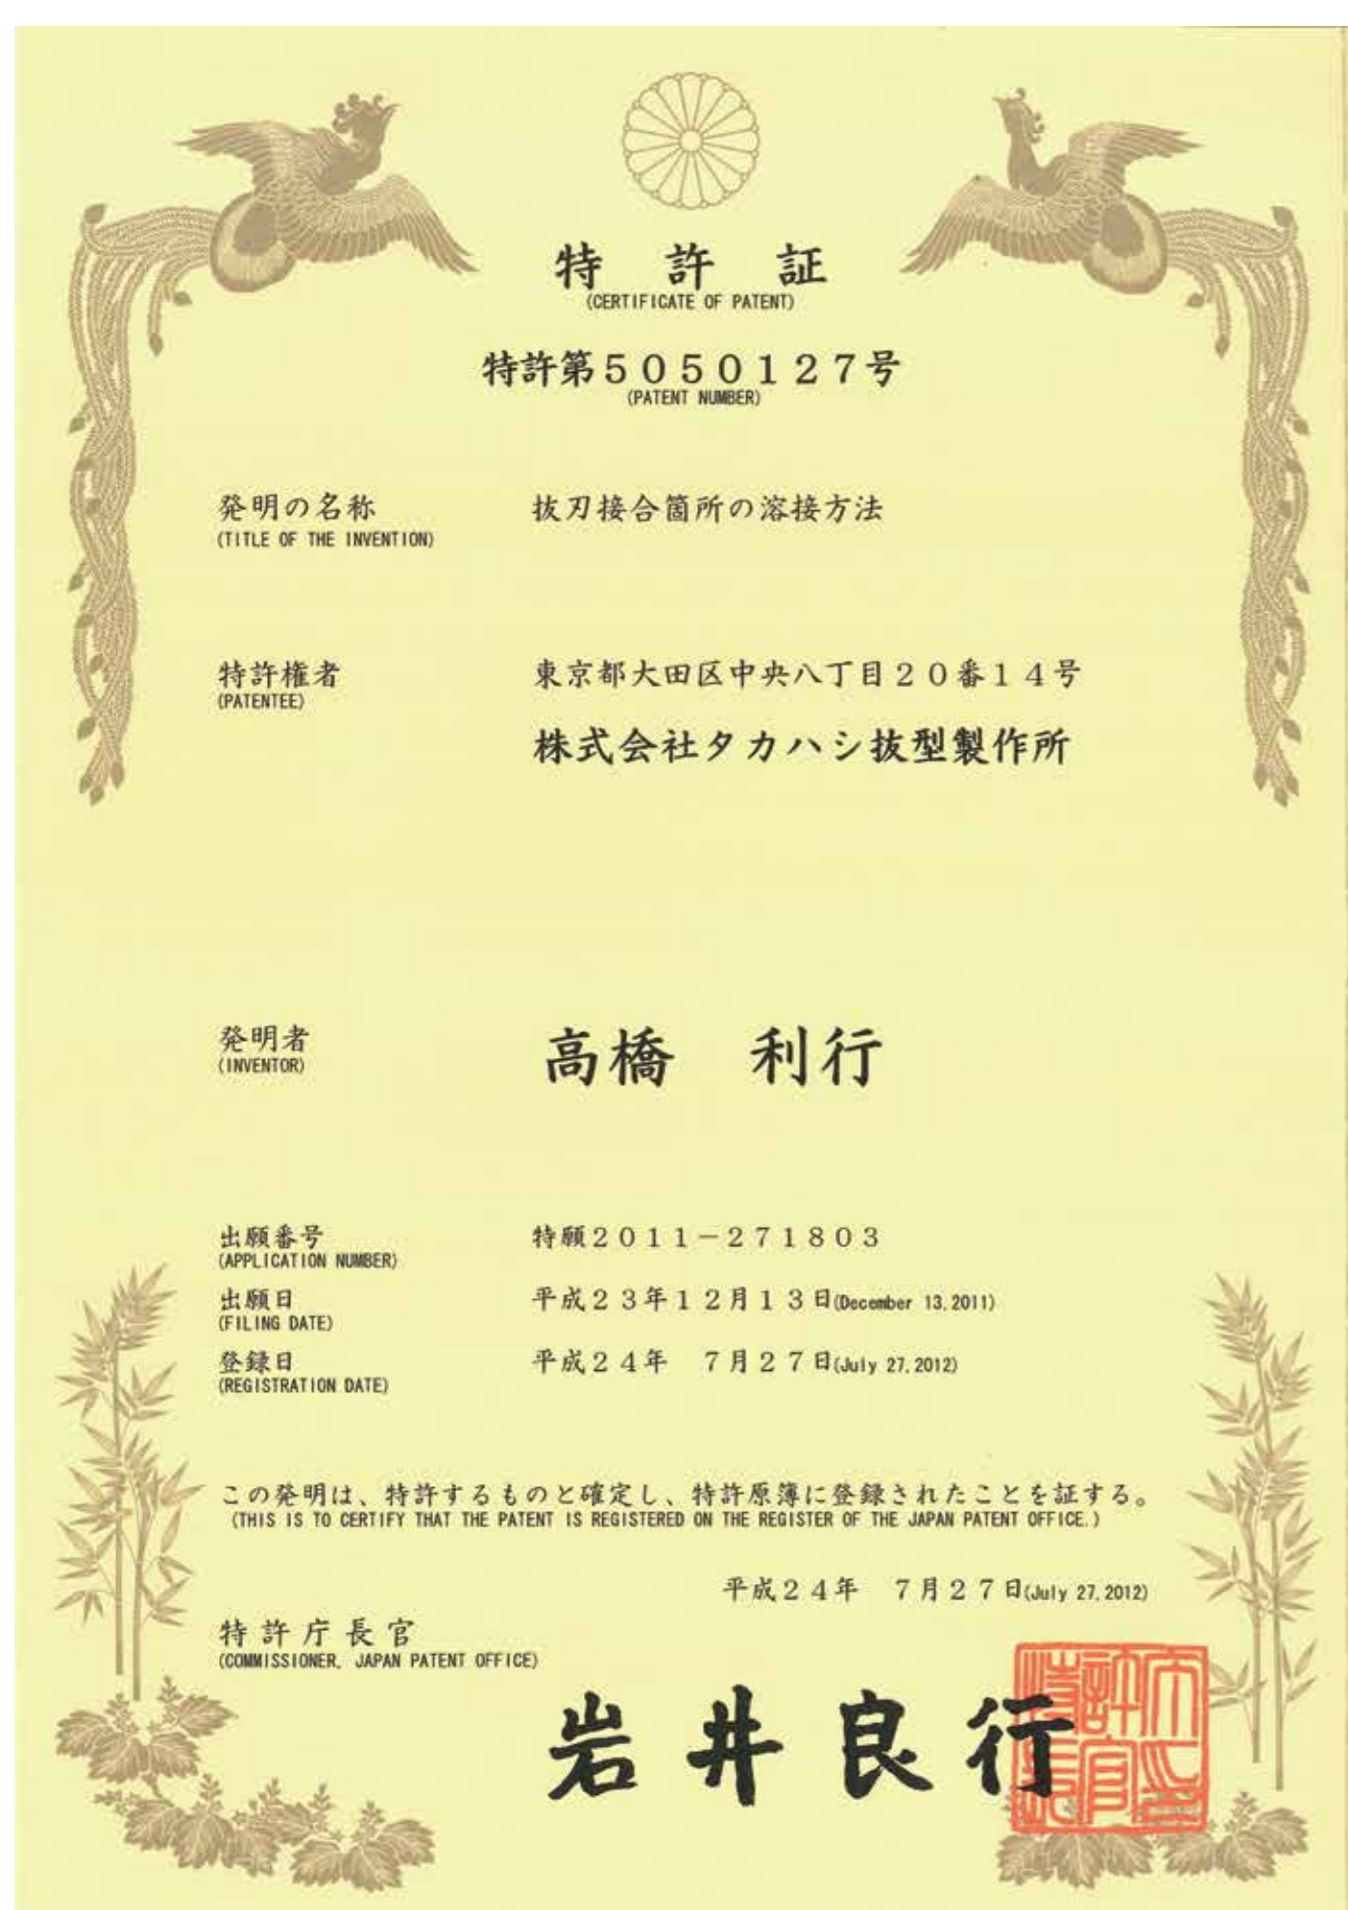 特許証
(CERTIFICATE OF PATENT)
特許第5050127号
(PATENT NUMBER)
発明の名称 抜刃接合箇所の溶接方法
(TITLE OF THE INVENTION)
特許権者 東京都大田区中央八丁目20番14号
(PATENTEE)
株式会社タカハシ抜型製作所
発明者 高橋 利行
(INVENTOR)
出願番号 特願2011-271803
(APPLICATION NUMBER)
出願日 平成23年12月13日(December 13,2011)
(FILING DATE)
登録日 平成24年 7月27日(July 27,2012)
(REGISTRATION DATE)
この発明は、特許するものと確定し、特許原簿に登録されたことを証する。
(THIS IS TO CERTIFY THAT THE PATENT IS REGISTERED ON THE REGISTER OF THE JAPAN PATENT OFFICE.)
平成24年 7月27日(July 27,2012)
特許庁長官
(COMMISSIONER, JAPAN PATENT OFFICE)
岩井良行